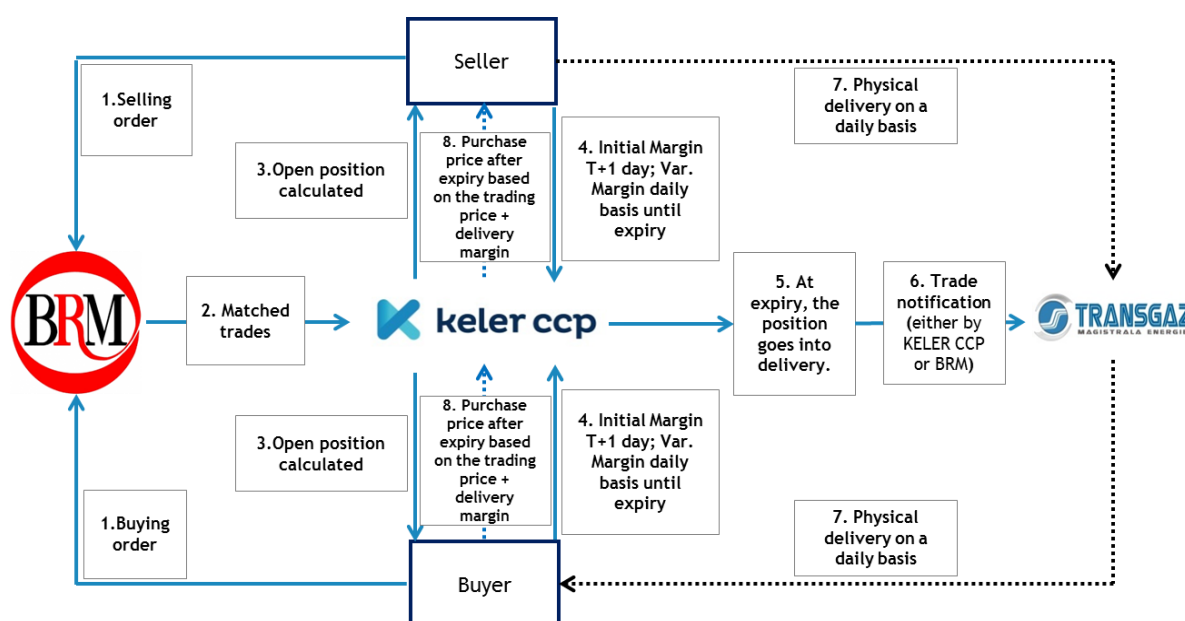 Seller
1.Selling
order
7. Physical
delivery on a
daily basis
3.Open position
calculated
8. Purchase
price after
expiry based
on the trading
price +
delivery
margin
4. Initial Margin
T+1 day; Var.
Margin daily
basis until
expiry
BRM
2. Matched
trades
keler ccp
5. At
expiry, the
position
goes into
delivery.
6. Trade
notification
(either by
KELER CCP
or BRM)
TRANSGAZ
MAGISTRALA ENERGIEI
3.Open position
calculated
8. Purchase
price after
expiry based
on the trading
price +
delivery
margin
4. Initial Margin
T+1 day; Var.
Margin daily
basis until
expiry
1.Buying
order
7. Physical
delivery on a
daily basis
Buyer